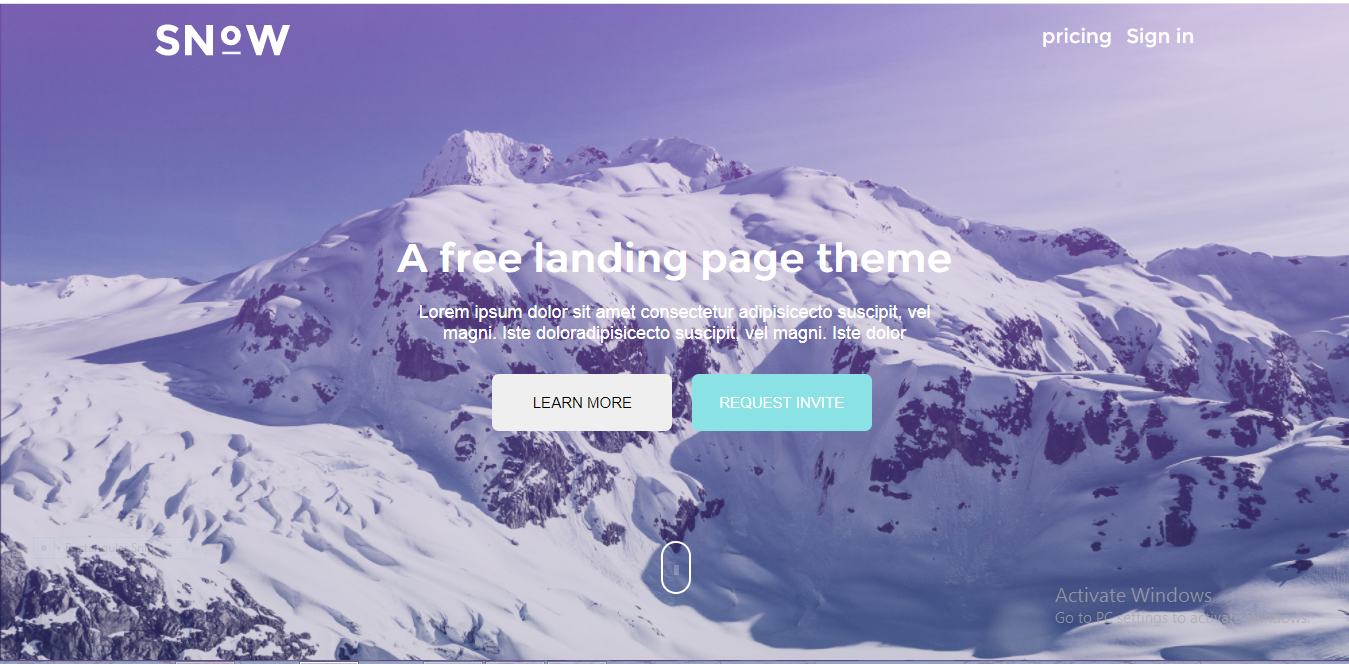 SNoW
pricing Sign in
A free landing page theme
Lorem ipsum dolor sit amet consectetur adipisicecto suscipit, vel
magni. Iste doloradipisicecto suscipit, vel magni. Iste dolor
LEARN MORE
REQUEST INVITE
Activate Windows
Go to PC settings to activate Windows.